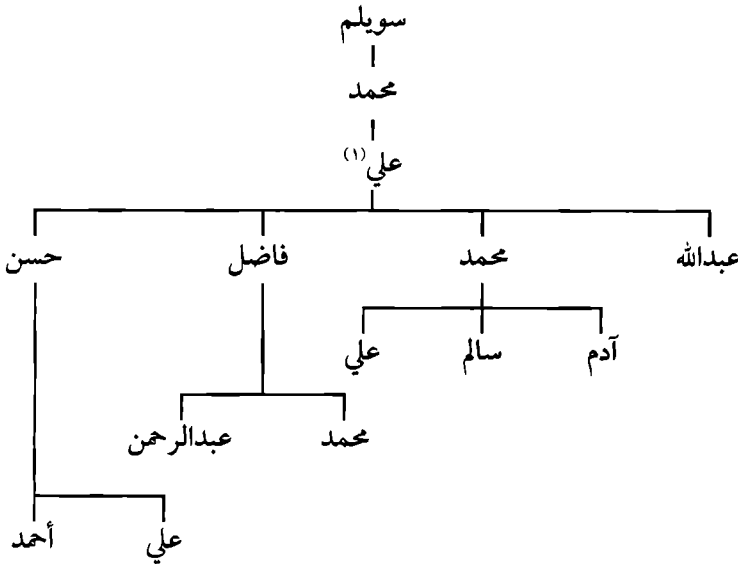 سويلم
محمد
علي(١)
عبدالله محمد فاضل حسن
آدم سالم علي
محمد عبدالرحمن
علي أحمد